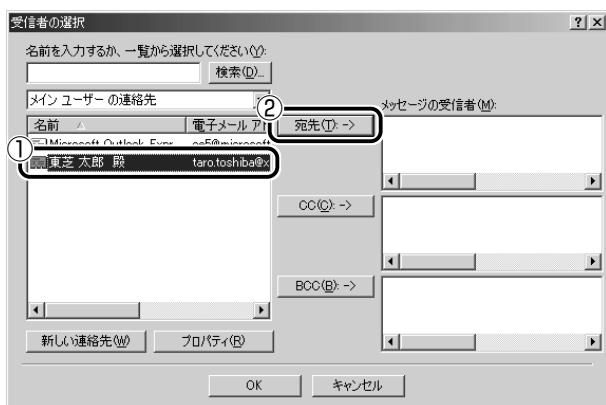 受信者の選択
名前を入力するか、一覧から選択してください(Y):
検索(D)...
メイン ユーザー の連絡先
②
メッセージの受信者(M):
名前 電子メール ア
宛先(T): ->
①
Microsoft Outlook Expr
東芝 太郎 殿 taro.toshiba@x
CC(C): ->
BCC(B): ->
新しい連絡先(W) プロパティ(R)
OK キャンセル